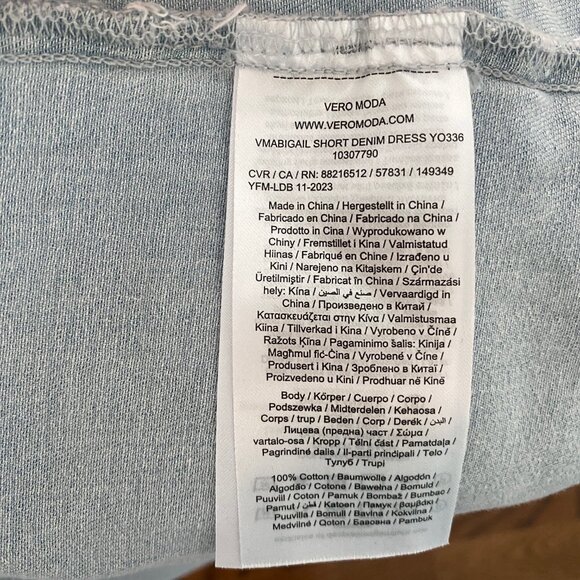 VERO MODA
WWW.VEROMODA.COM
VMABIGAIL SHORT DENIM DRESS YO336
10307790
CVR / CA / RN: 88216512 / 57831 / 149349
YFM-LDB 11-2023
Made in China / Hergestellt in China /
Fabricado en China / Fabricado na China /
Prodotto in Cina / Wyprodukowano w
Chiny / Fremstillet i Kina / Valmistatud
Hiinas / Fabriqué en Chine / Izrađeno u
Kini / Narejeno na Kitajskem / Çin'de
Üretilmiştir / Fabricat în China / Származási
hely: Kína / صنع في الصين / Vervaardigd in
China / Произведено в Китай /
Κατασκευάζεται στην Κίνα / Valmistusmaa
Kiina / Tillverkad i Kina / Vyrobeno v Číně /
Ražots Ķīna / Pagaminimo šalis: Kinija /
Magħmul fiċ-Ċina / Vyrobené v Číne /
Produsert i Kina / Зроблено в Китаї /
Proizvedeno u Kini / Prodhuar në Kinë
Body / Körper / Cuerpo / Corpo /
Podszewka / Midterdelen / Kehaosa /
Corps / trup / Beden / Corp / Derék / البدن /
Лицева (предна) част / Σώμα /
vartalo-osa / Kropp / Tělní část / Pamatdaļa /
Pagrindinė dalis / Il-parti prinċipali / Telo /
Тулуб / Trupi
100% Cotton / Baumwolle / Algodón /
Algodão / Cotone / Bawełna / Bomuld /
Puuviil / Coton / Pamuk / Bombaž / Bumbac /
Pamut / قطن / Katoen / Памук / βαμβάκι /
Puuvilla / Bomull / Bavlna / Kokvilna /
Medvilnė / Qoton / Бавовна / Pambuk